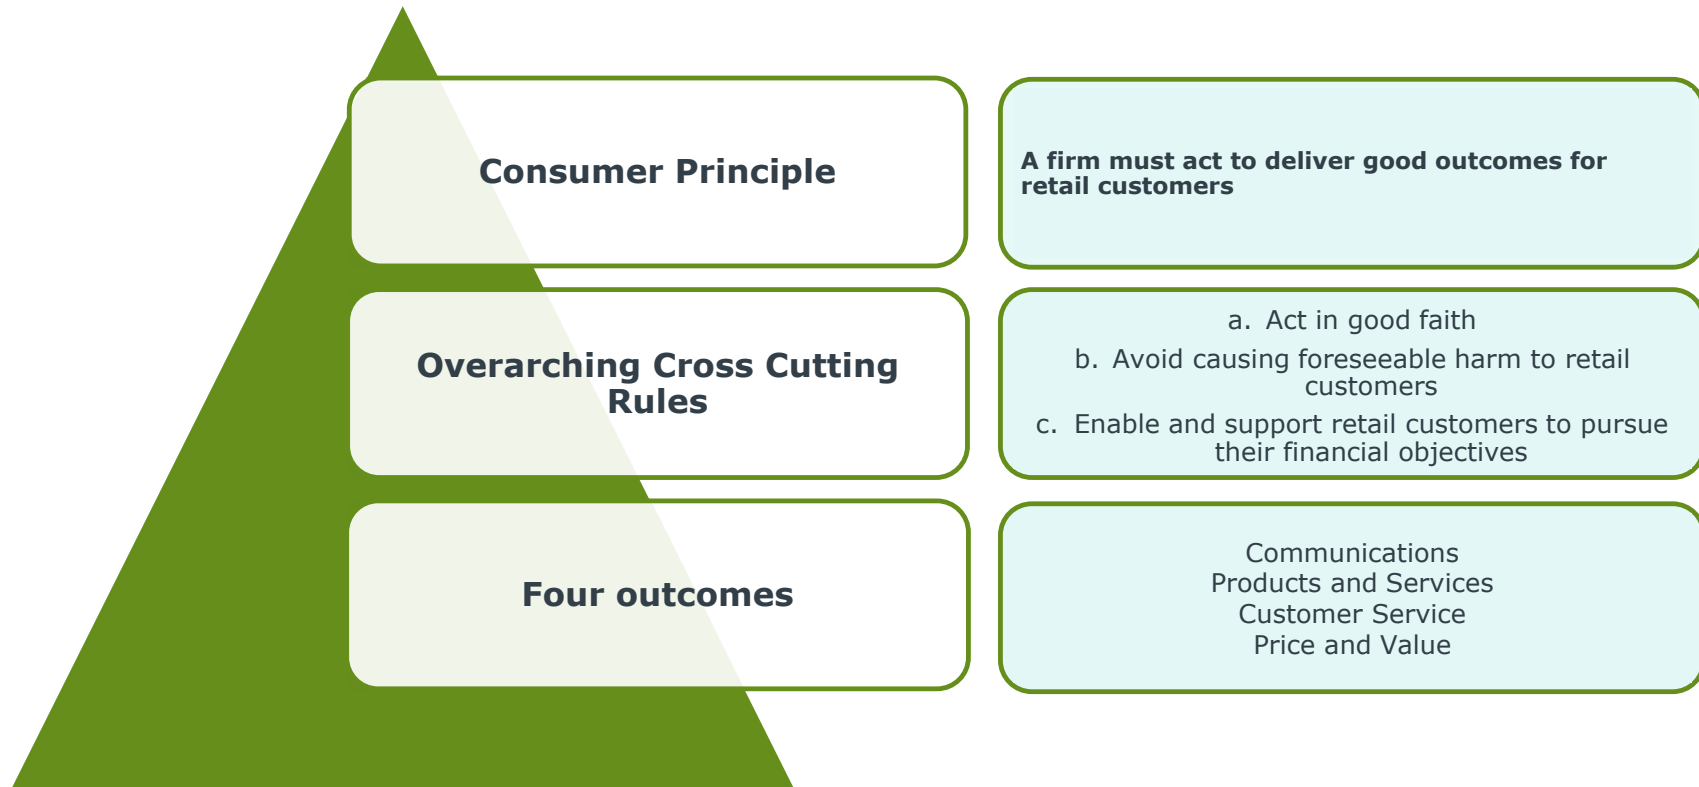 Consumer Principle
A firm must act to deliver good outcomes for
retail customers
Overarching Cross Cutting
Rules
a. Act in good faith
b. Avoid causing foreseeable harm to retail
customers
c. Enable and support retail customers to pursue
their financial objectives
Four outcomes
Communications
Products and Services
Customer Service
Price and Value